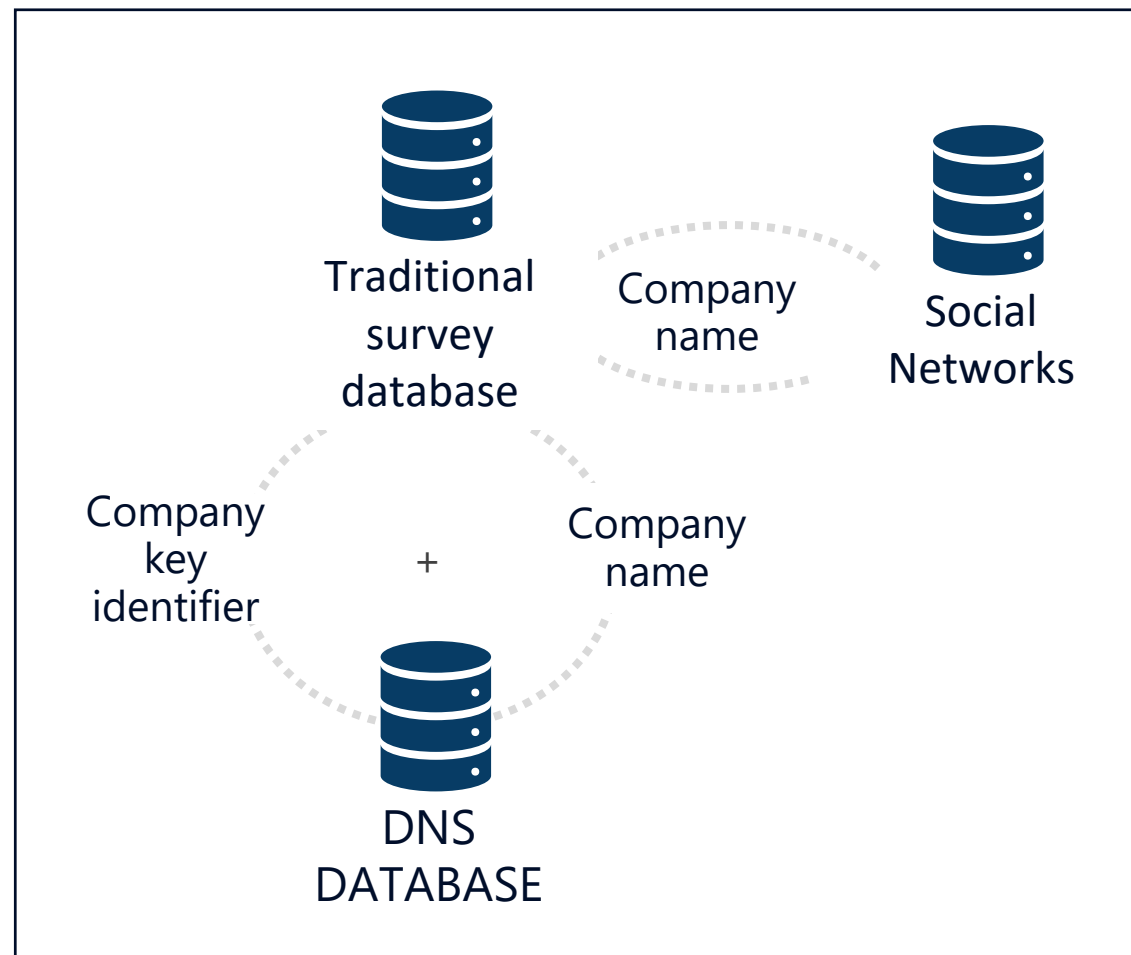 Traditional
survey
database
Company
name
Social
Networks
Company
key
identifier
+
Company
name
DNS
DATABASE